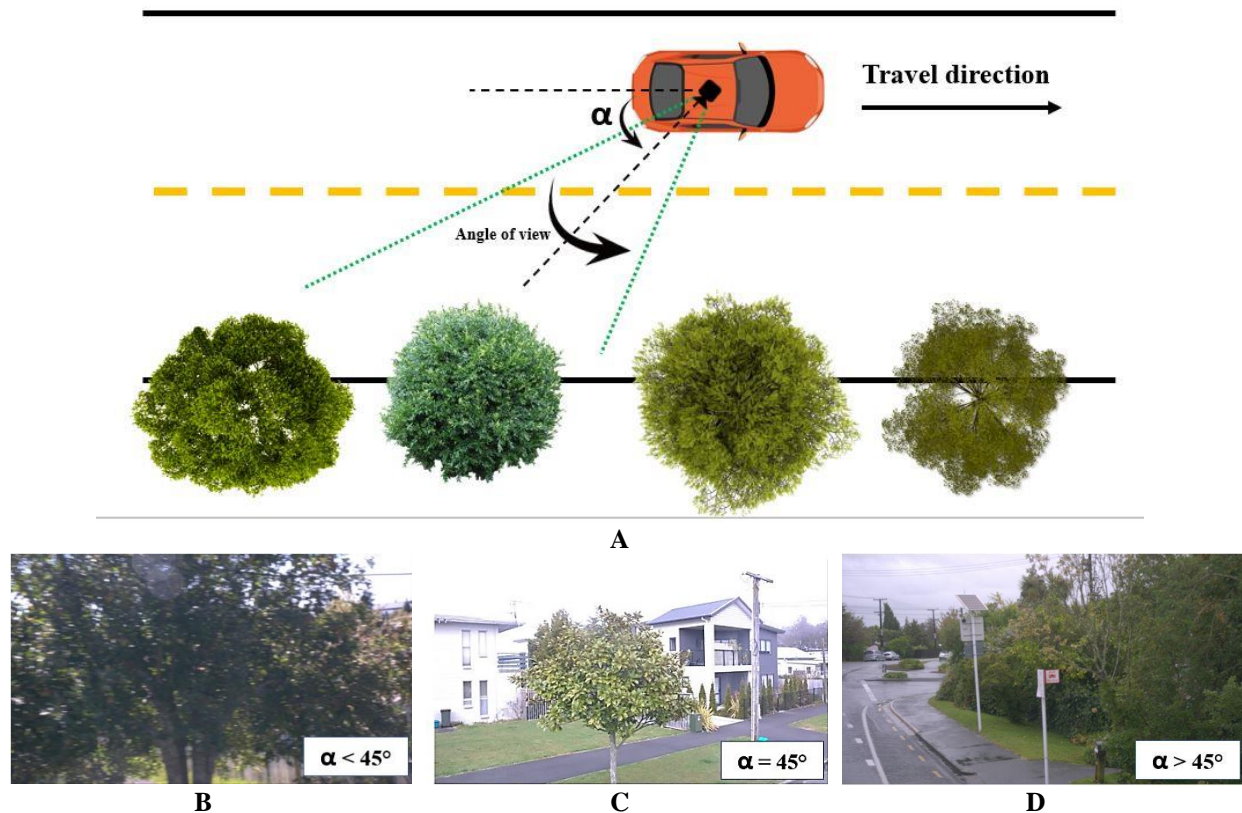 Travel direction
α
Angle of view
A
α < 45°
α = 45°
α > 45°
B
C
D